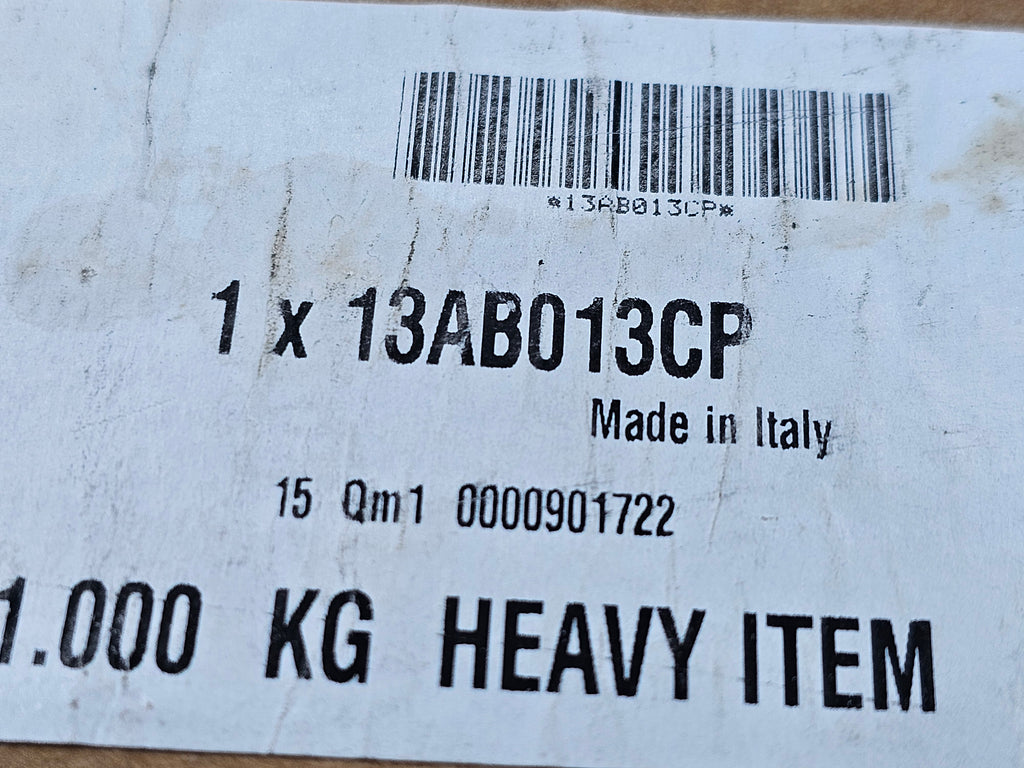 *13AB013CP*
1 x 13AB013CP
Made in Italy
15 Qm1 0000901722
1.000 KG HEAVY ITEM